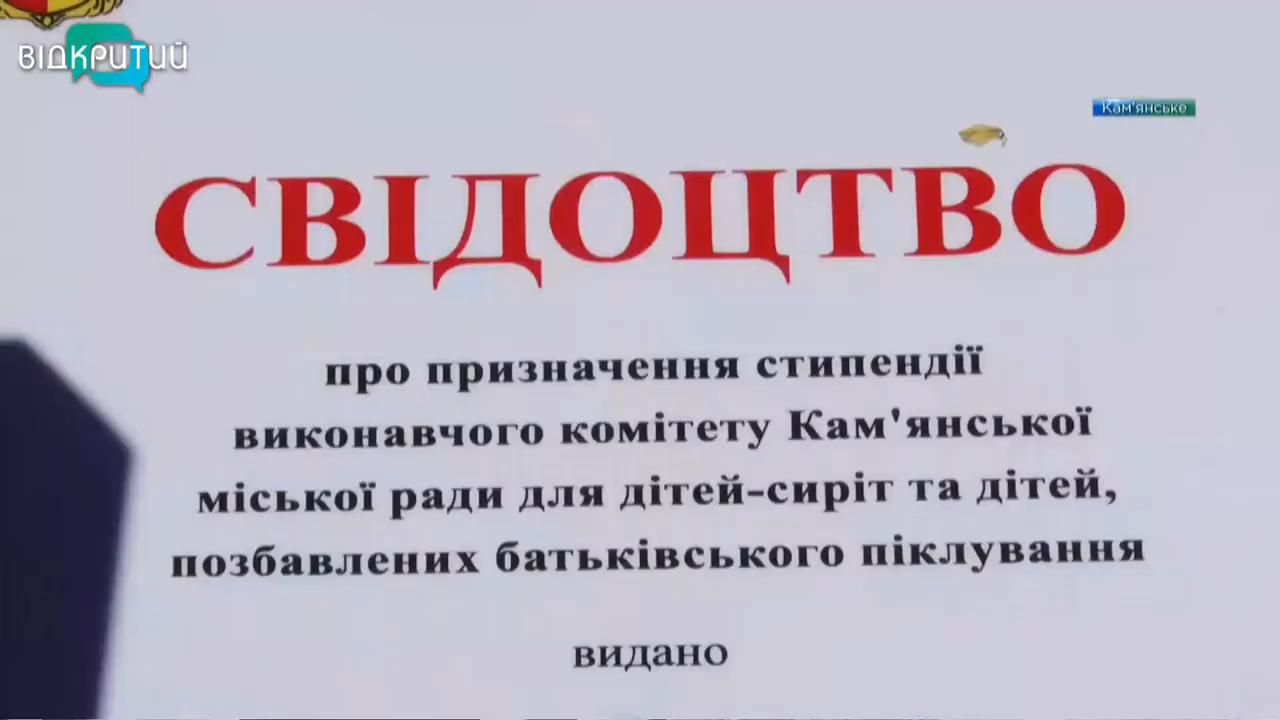 ВІДКРИТИЙ
Кам'янське
СВІДОЦТВО
про призначення стипендії
виконавчого комітету Кам'янської
міської ради для дітей-сиріт та дітей,
позбавлених батьківського піклування
видано